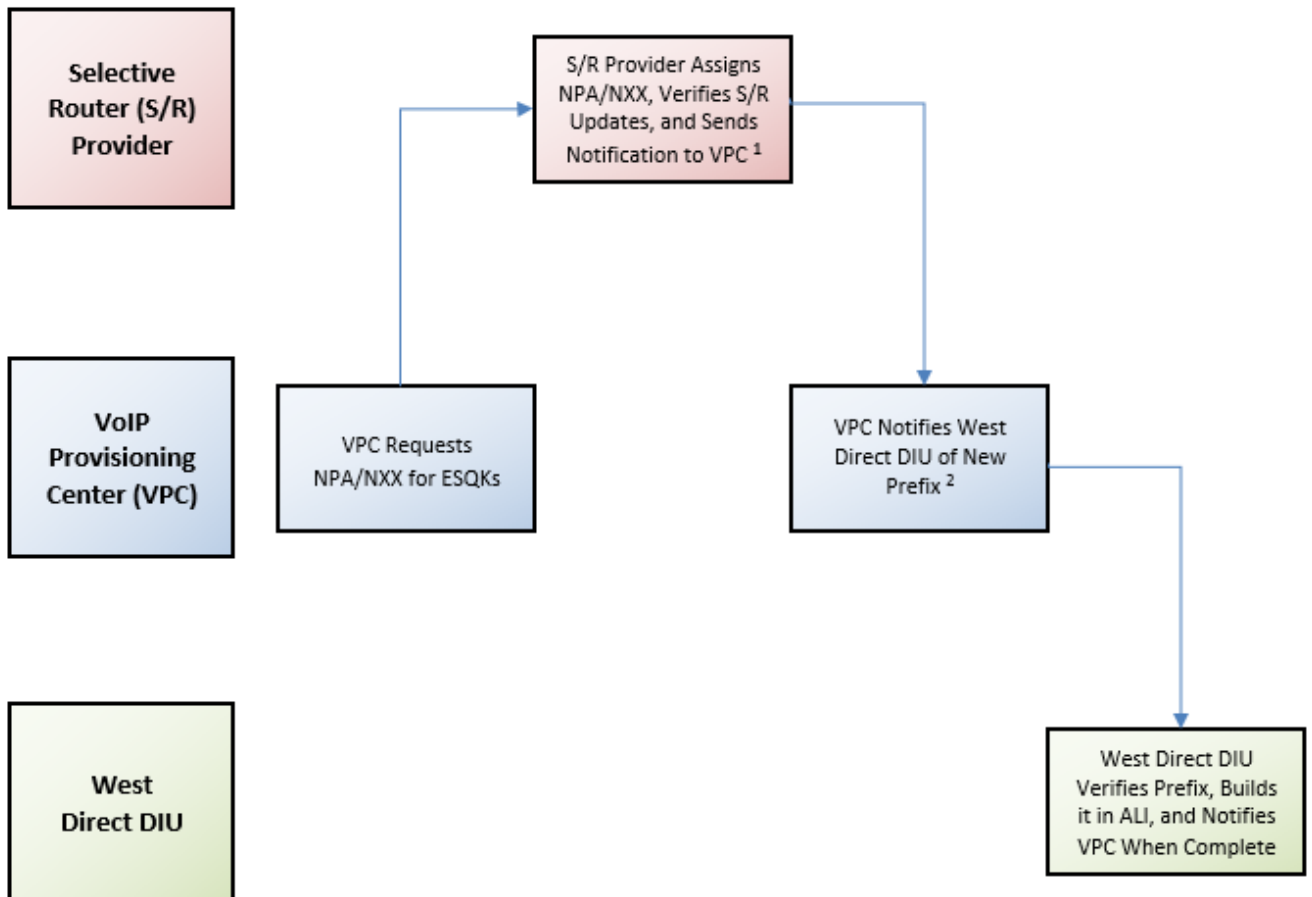 Selective
Router (S/R)
Provider
S/R Provider Assigns
NPA/NXX, Verifies S/R
Updates, and Sends
Notification to VPC 1
VoIP
Provisioning
Center (VPC)
VPC Requests
NPA/NXX for ESQKs
VPC Notifies West
Direct DIU of New
Prefix 2
West
Direct DIU
West Direct DIU
Verifies Prefix, Builds
it in ALI, and Notifies
VPC When Complete